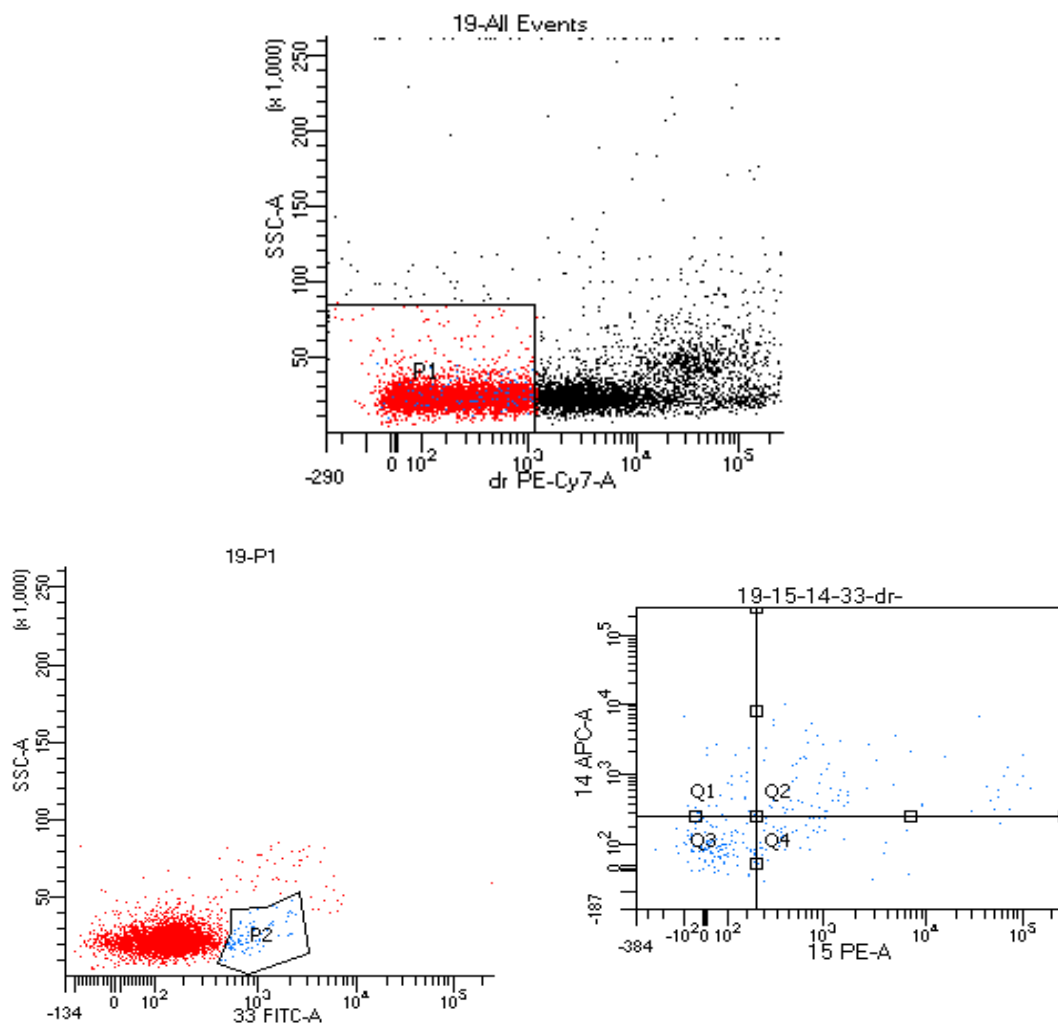 19-All Events
(x 1,000)
SSC-A
250
200
150
100
50
P1
-290
0 10²
10³
10⁴
10⁵
dr PE-Cy7-A
19-P1
(x 1,000)
SSC-A
250
200
150
100
50
P2
-134
0
10²
10³
10⁴
10⁵
33 FITC-A
19-15-14-33-dr-
14 APC-A
10⁵
10⁴
10³
10²
0
-187
Q1
Q2
Q3
Q4
-384
-10²
0
10²
10³
10⁴
10⁵
15 PE-A